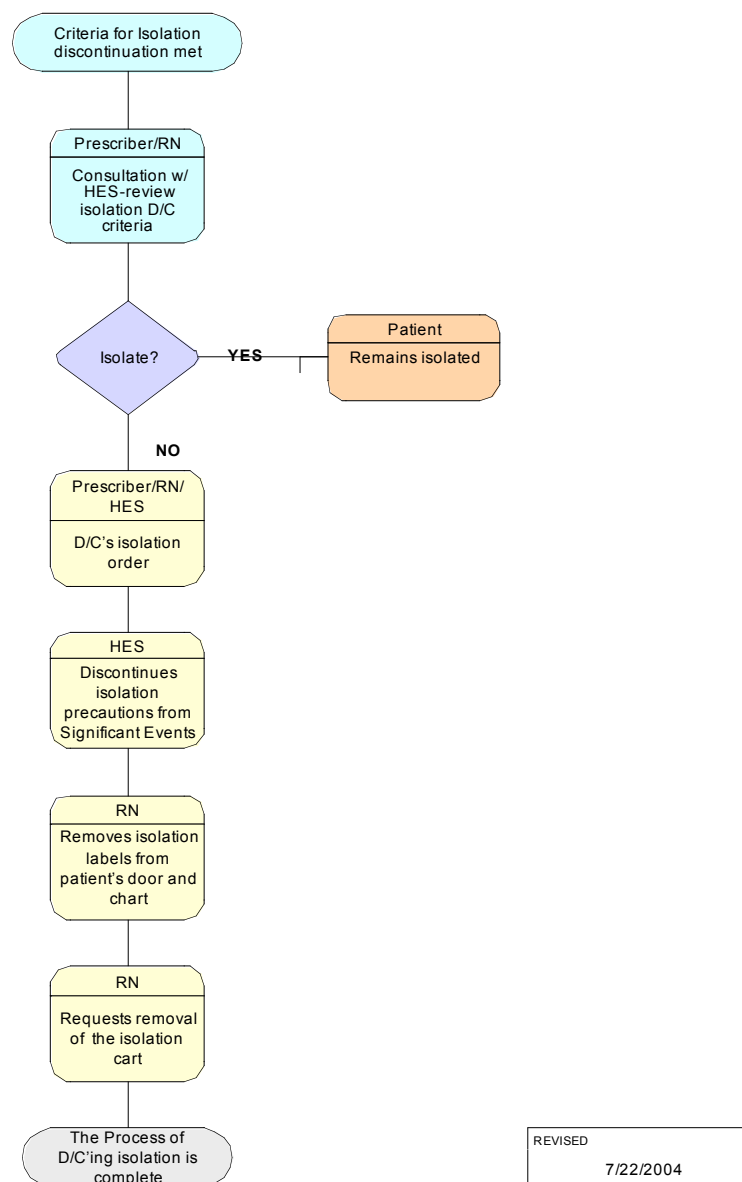 Criteria for Isolation
discontinuation met
Prescriber/RN
Consultation w/
HES-review
isolation D/C
criteria
Isolate?
YES
Patient
Remains isolated
NO
Prescriber/RN/
HES
D/C's isolation
order
HES
Discontinues
isolation
precautions from
Significant Events
RN
Removes isolation
labels from
patient's door and
chart
RN
Requests removal
of the isolation
cart
The Process of
D/C'ing isolation is
complete
REVISED
7/22/2004